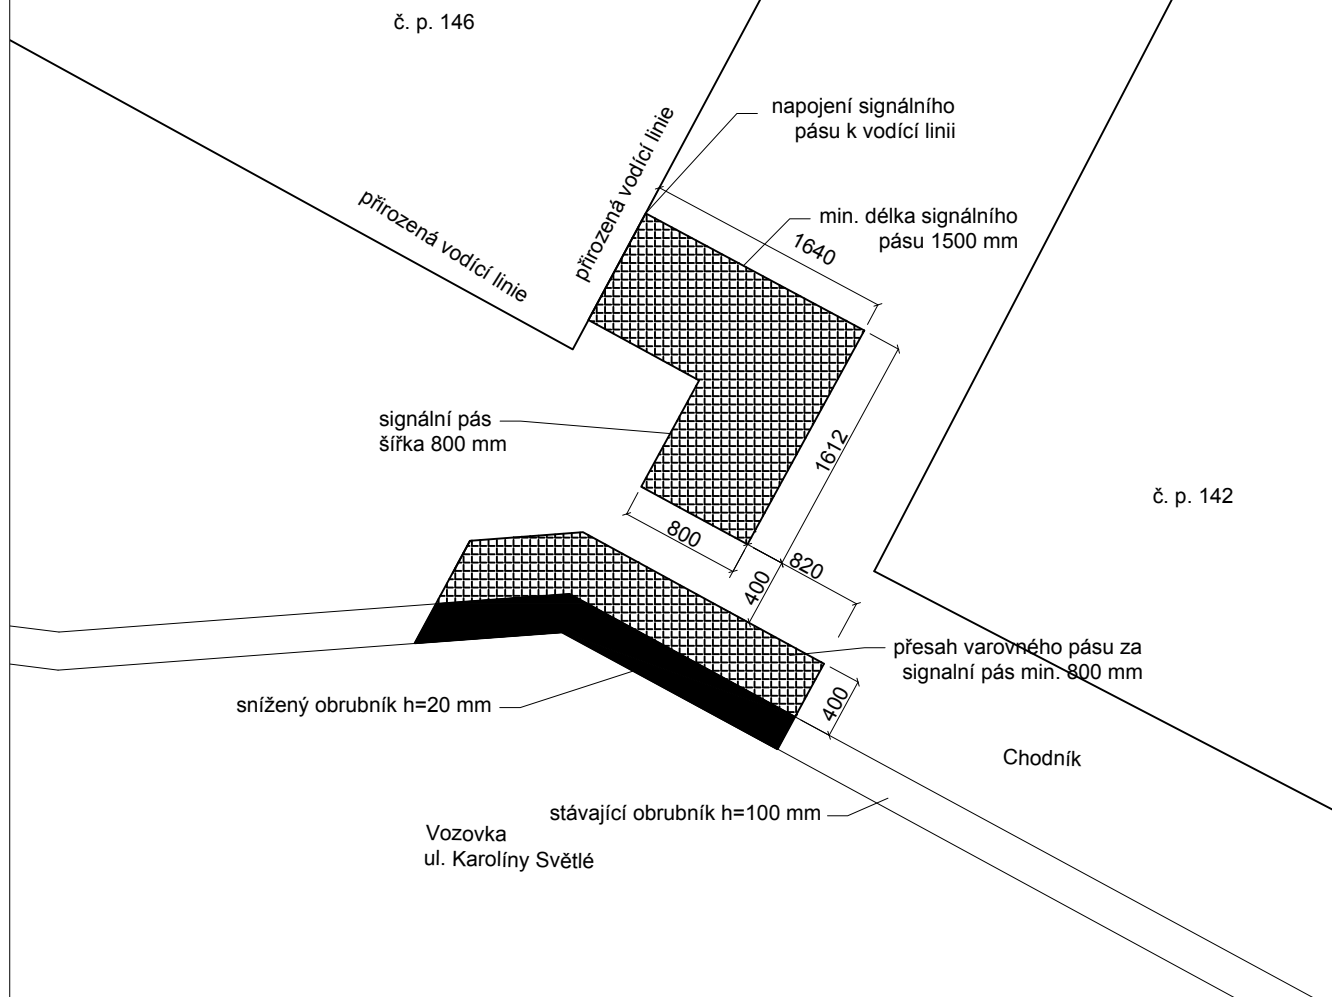 č. p. 146
napojení signálního
pásu k vodící linii
přirozená vodící linie
přirozená vodící linie
min. délka signálního
pásu 1500 mm
1640
signální pás
šířka 800 mm
1612
č. p. 142
800
820
400
přesah varovného pásu za
signalní pás min. 800 mm
400
snížený obrubník h=20 mm
Chodník
stávající obrubník h=100 mm
Vozovka
ul. Karolíny Světlé